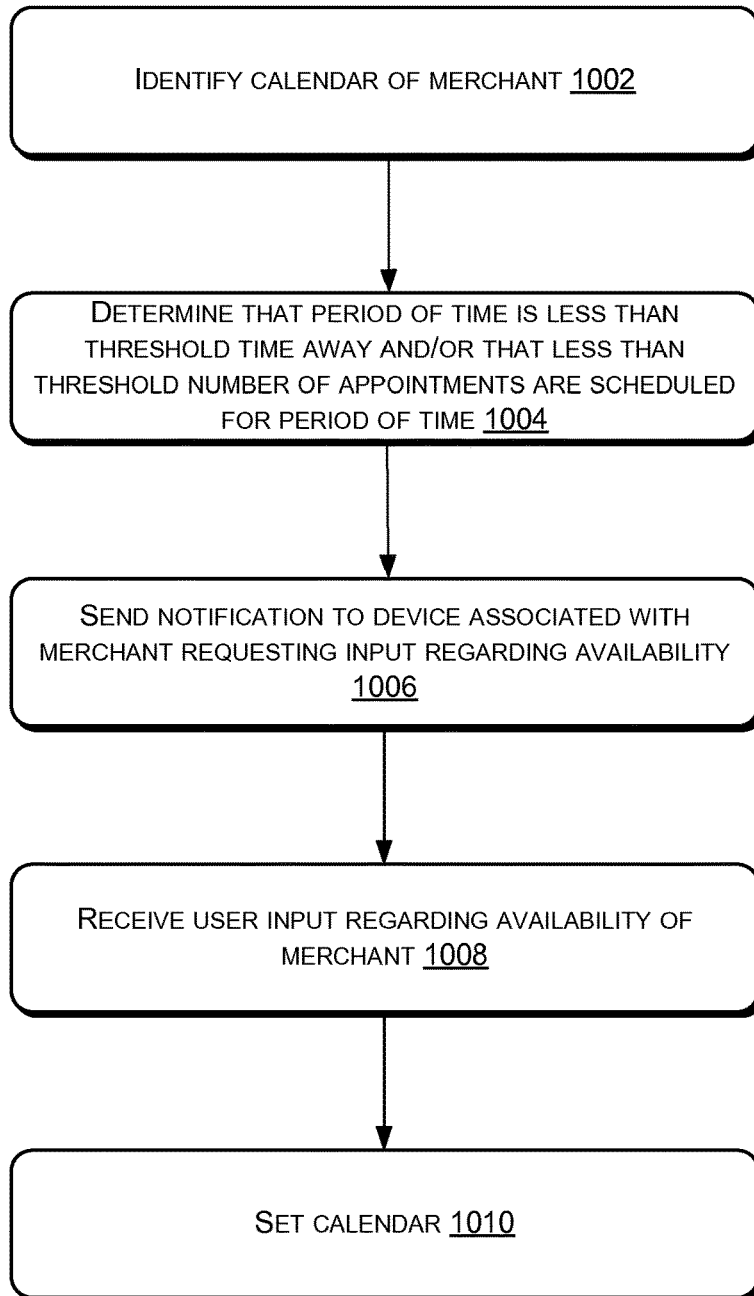 IDENTIFY CALENDAR OF MERCHANT 1002
DETERMINE THAT PERIOD OF TIME IS LESS THAN
THRESHOLD TIME AWAY AND/OR THAT LESS THAN
THRESHOLD NUMBER OF APPOINTMENTS ARE SCHEDULED
FOR PERIOD OF TIME 1004
SEND NOTIFICATION TO DEVICE ASSOCIATED WITH
MERCHANT REQUESTING INPUT REGARDING AVAILABILITY
1006
RECEIVE USER INPUT REGARDING AVAILABILITY OF
MERCHANT 1008
SET CALENDAR 1010